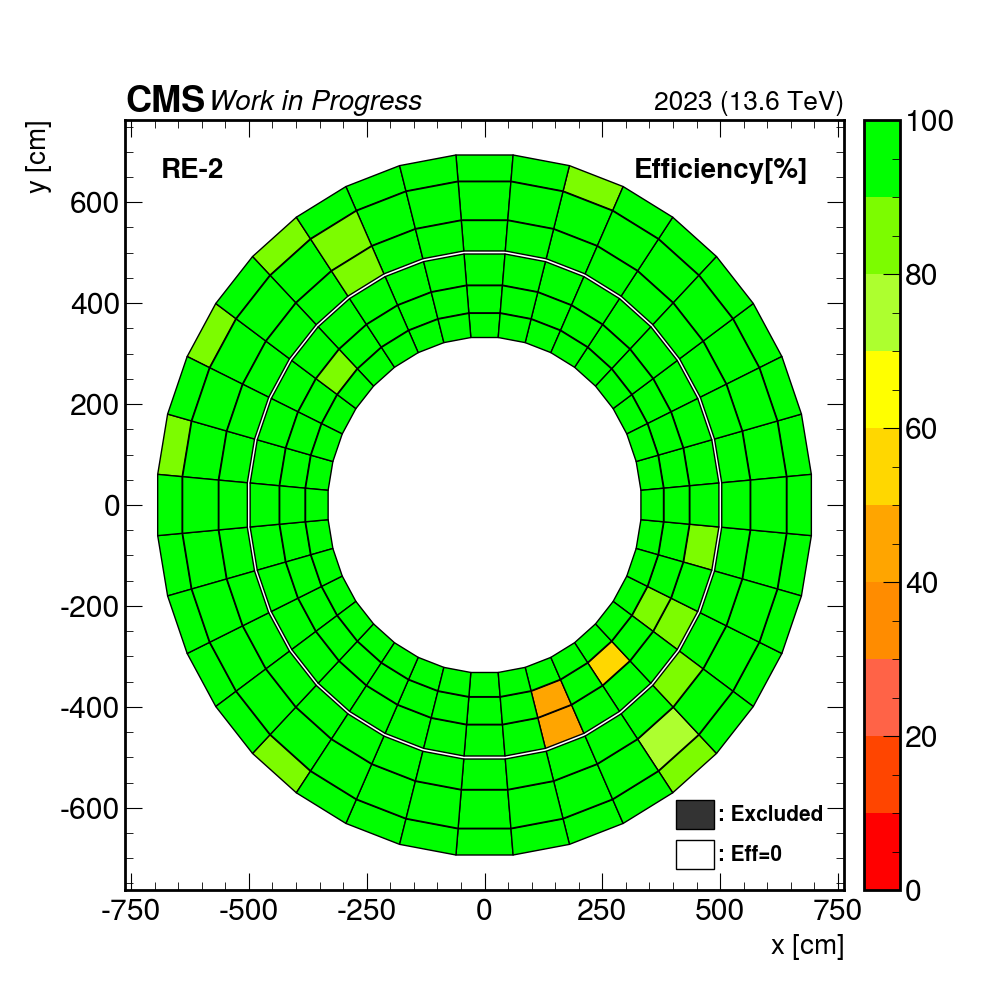 CMS Work in Progress 2023 (13.6 TeV)
y [cm]
RE-2 Efficiency[%]
600
400
200
0
-200
-400
-600
: Excluded
: Eff=0
-750 -500 -250 0 250 500 750
x [cm]
100
80
60
40
20
0